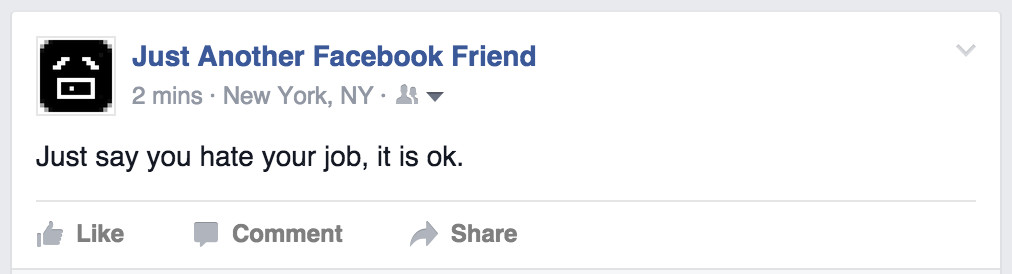 Just Another Facebook Friend
2 mins · New York, NY ·
Just say you hate your job, it is ok.
Like Comment Share